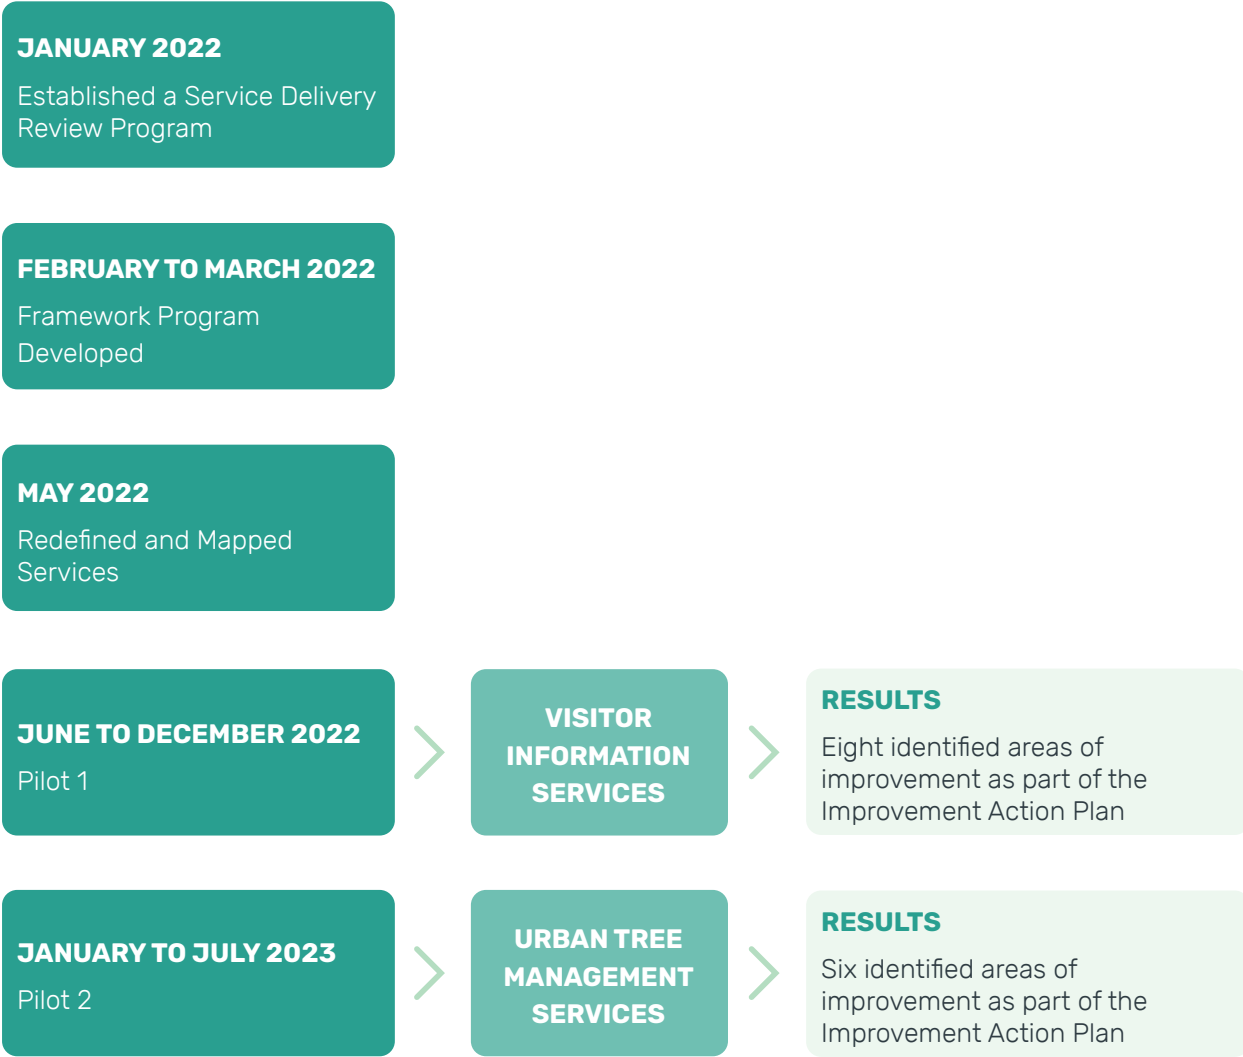 JANUARY 2022
Established a Service Delivery
Review Program
FEBRUARY TO MARCH 2022
Framework Program
Developed
MAY 2022
Redefined and Mapped
Services
JUNE TO DECEMBER 2022
Pilot 1
VISITOR
INFORMATION
SERVICES
RESULTS
Eight identified areas of
improvement as part of the
Improvement Action Plan
JANUARY TO JULY 2023
Pilot 2
URBAN TREE
MANAGEMENT
SERVICES
RESULTS
Six identified areas of
improvement as part of the
Improvement Action Plan